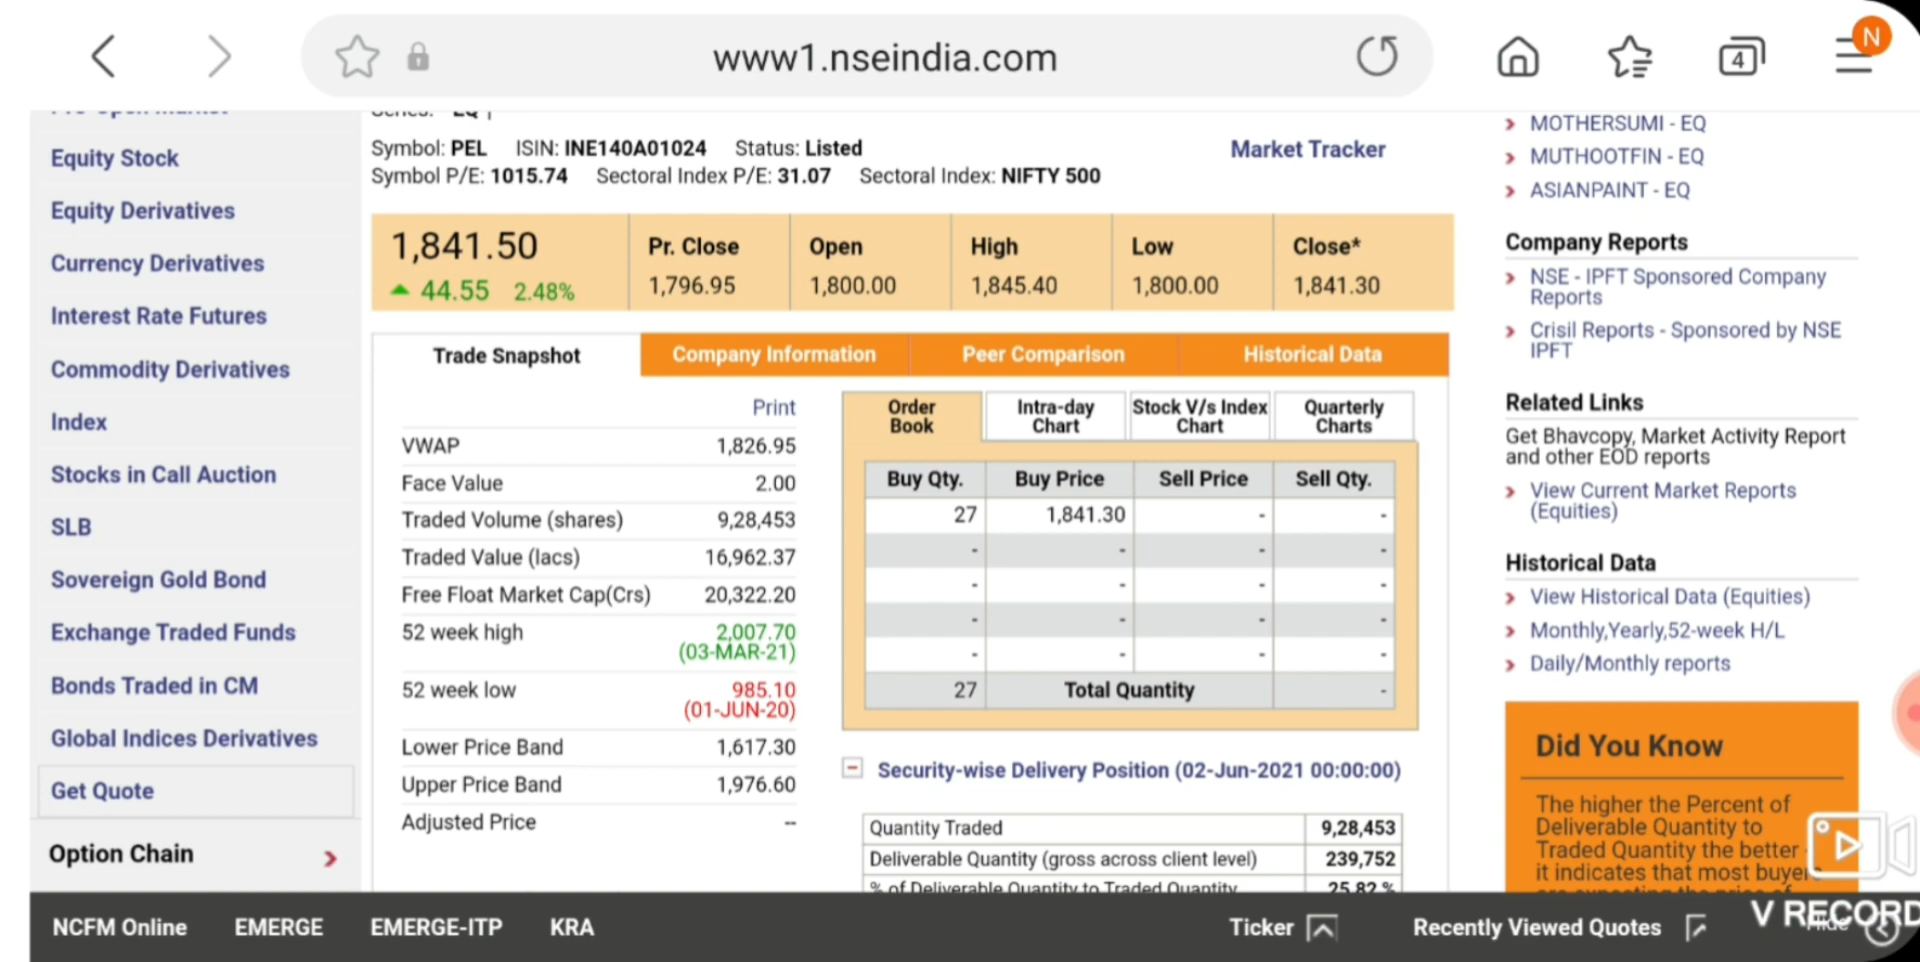 www1.nseindia.com
4
N
Equity Stock
Equity Derivatives
Currency Derivatives
Interest Rate Futures
Commodity Derivatives
Index
Stocks in Call Auction
SLB
Sovereign Gold Bond
Exchange Traded Funds
Bonds Traded in CM
Global Indices Derivatives
Get Quote
Option Chain
Symbol: PEL ISIN: INE140A01024 Status: Listed
Market Tracker
Symbol P/E: 1015.74 Sectoral Index P/E: 31.07 Sectoral Index: NIFTY 500
1,841.50
44.55 2.48%
Pr. Close Open High Low Close*
1,796.95 1,800.00 1,845.40 1,800.00 1,841.30
Trade Snapshot Company Information Peer Comparison Historical Data
Print
VWAP 1,826.95
Face Value 2.00
Traded Volume (shares) 9,28,453
Traded Value (lacs) 16,962.37
Free Float Market Cap(Crs) 20,322.20
52 week high 2,007.70
(03-MAR-21)
52 week low 985.10
(01-JUN-20)
Lower Price Band 1,617.30
Upper Price Band 1,976.60
Adjusted Price --
Order Book Intra-day Chart Stock V/s Index Chart Quarterly Charts
Buy Qty. Buy Price Sell Price Sell Qty.
27 1,841.30 - -
- - - -
- - - -
- - - -
- - - -
27 Total Quantity -
Security-wise Delivery Position (02-Jun-2021 00:00:00)
Quantity Traded 9,28,453
Deliverable Quantity (gross across client level) 239,752
% of Deliverable Quantity to Traded Quantity 25.82 %
MOTHERSUMI - EQ
MUTHOOTFIN - EQ
ASIANPAINT - EQ
Company Reports
NSE - IPFT Sponsored Company
Reports
Crisil Reports - Sponsored by NSE
IPFT
Related Links
Get Bhavcopy, Market Activity Report
and other EOD reports
View Current Market Reports
(Equities)
Historical Data
View Historical Data (Equities)
Monthly,Yearly,52-week H/L
Daily/Monthly reports
Did You Know
The higher the Percent of
Deliverable Quantity to
Traded Quantity the better -
it indicates that most buyers
NCFM Online EMERGE EMERGE-ITP KRA
Ticker Recently Viewed Quotes Hide
V RECORD